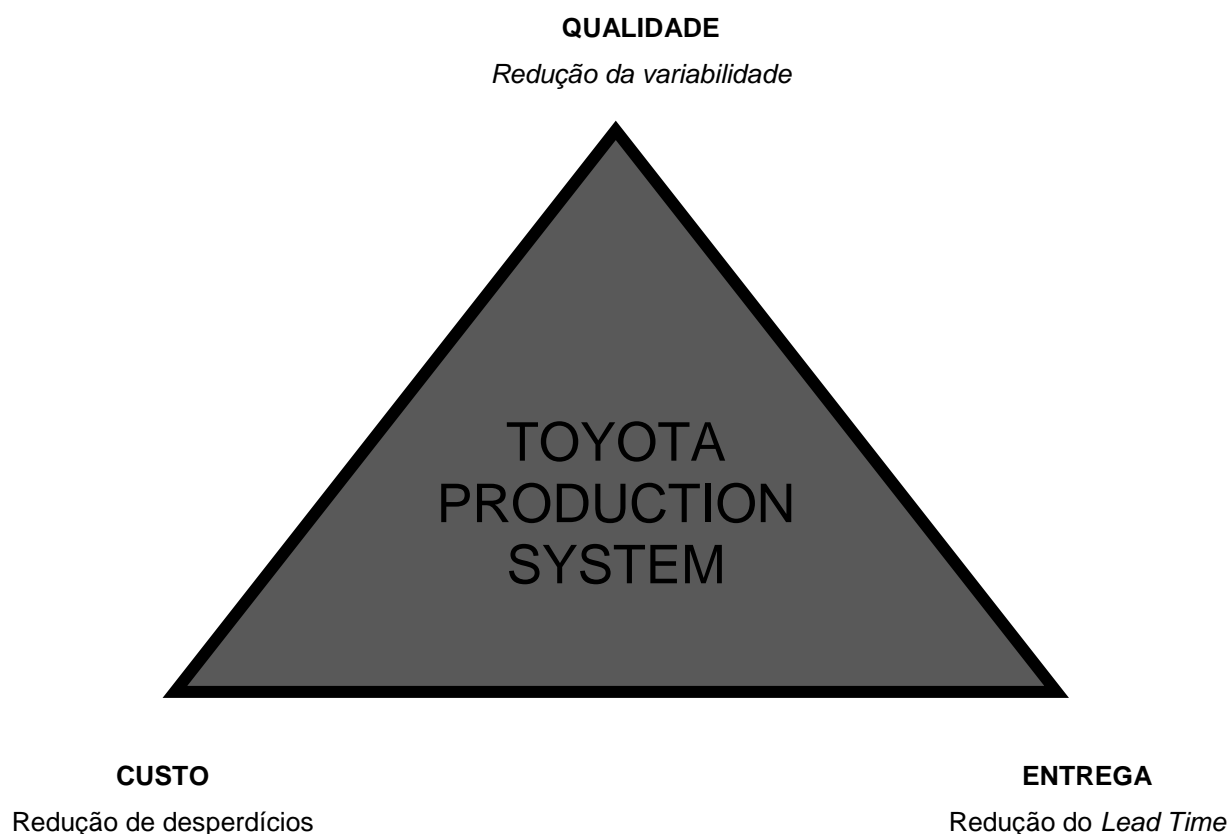 QUALIDADE
Redução da variabilidade
TOYOTA
PRODUCTION
SYSTEM
CUSTO
Redução de desperdícios
ENTREGA
Redução do Lead Time